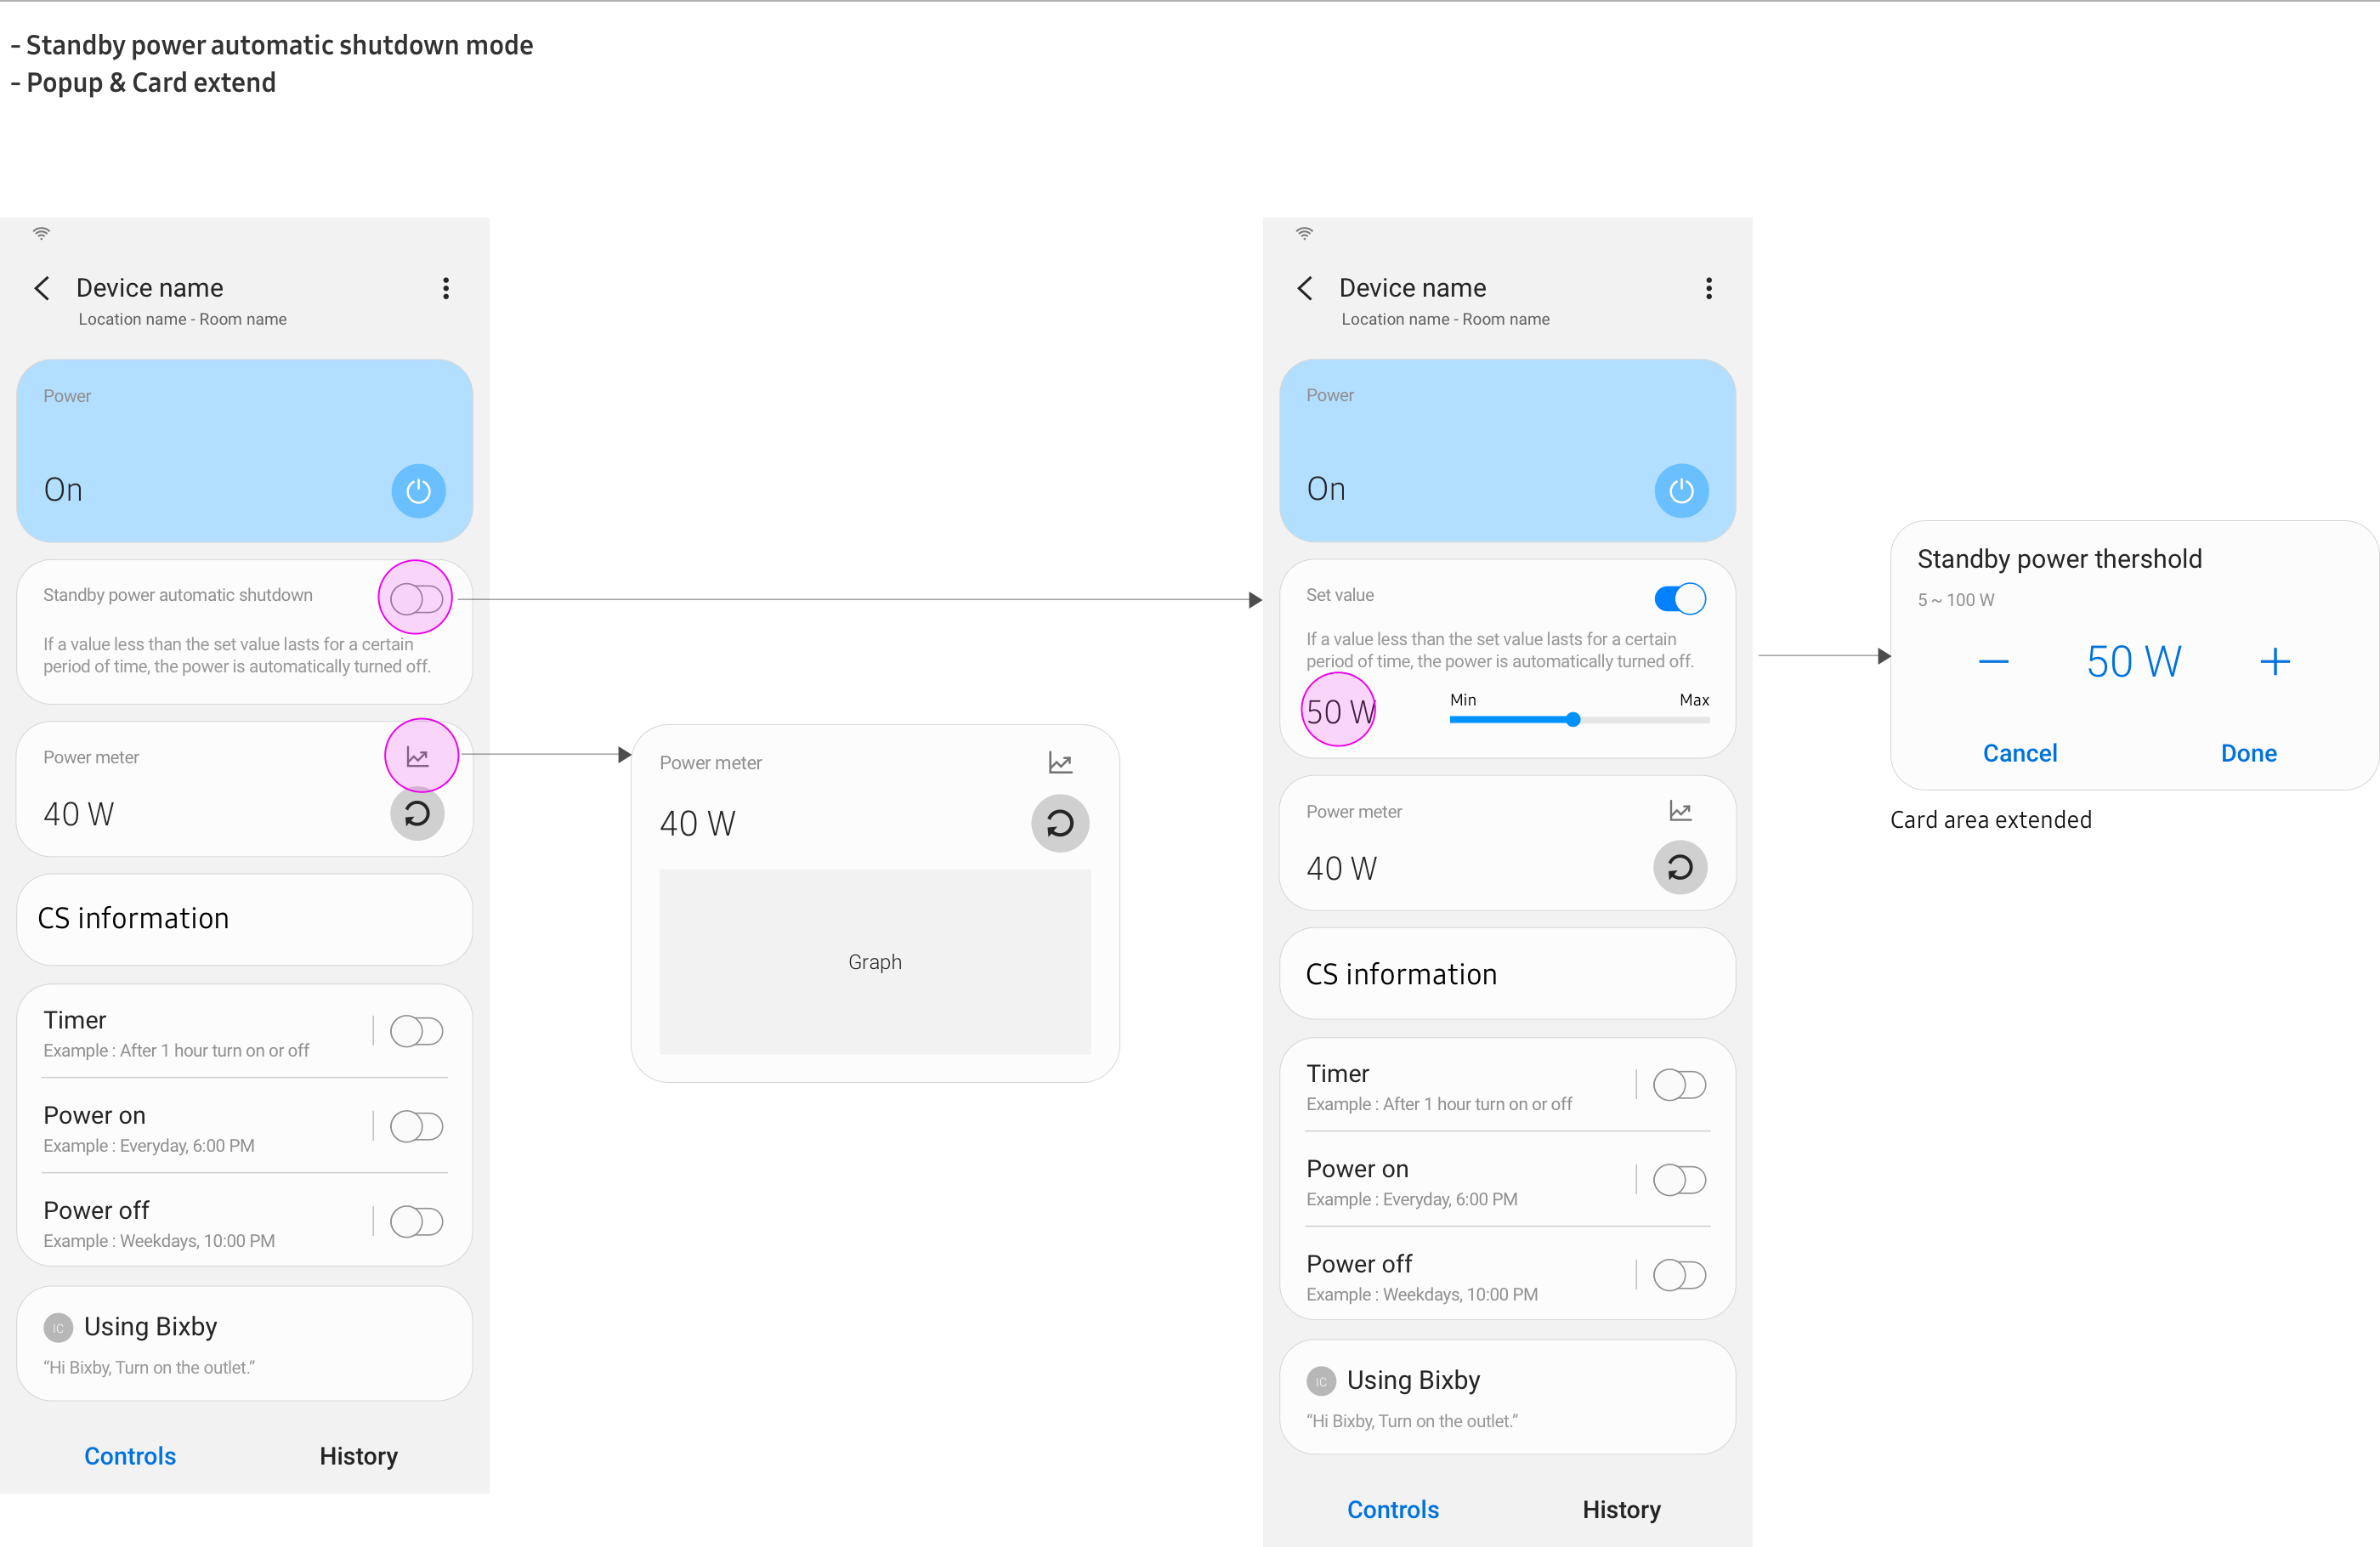 - Standby power automatic shutdown mode
- Popup & Card extend
Device name
Location name - Room name
Power
On
Standby power automatic shutdown
If a value less than the set value lasts for a certain
period of time, the power is automatically turned off.
Power meter
40 W
CS information
Timer
Example : After 1 hour turn on or off
Power on
Example : Everyday, 6:00 PM
Power off
Example : Weekdays, 10:00 PM
IC Using Bixby
“Hi Bixby, Turn on the outlet.”
Controls History
Power meter
40 W
Graph
Device name
Location name - Room name
Power
On
Set value
If a value less than the set value lasts for a certain
period of time, the power is automatically turned off.
50 W Min Max
Power meter
40 W
CS information
Timer
Example : After 1 hour turn on or off
Power on
Example : Everyday, 6:00 PM
Power off
Example : Weekdays, 10:00 PM
IC Using Bixby
“Hi Bixby, Turn on the outlet.”
Controls History
Standby power thershold
5 ~ 100 W
50 W
Cancel Done
Card area extended